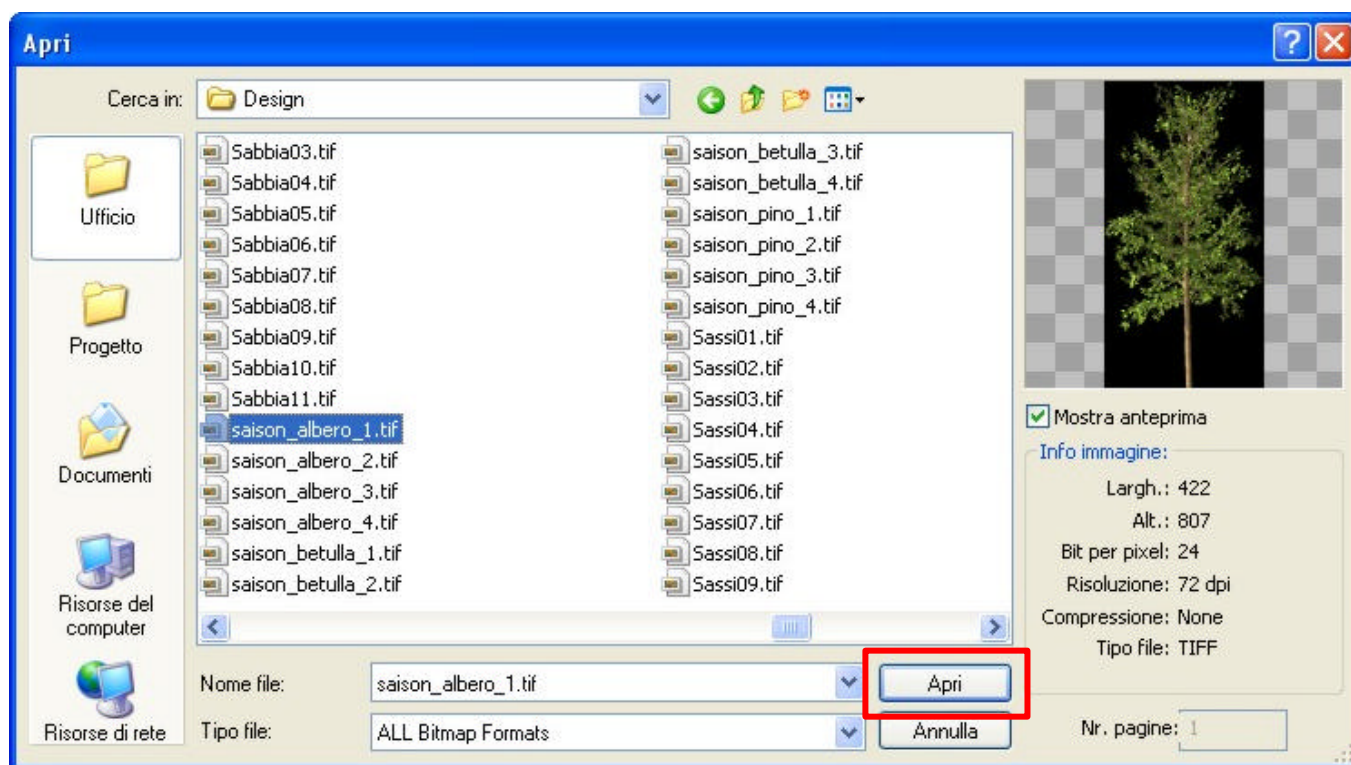 Apri
Cerca in: Design
Ufficio
Progetto
Documenti
Risorse del
computer
Risorse di rete
Sabbia03.tif
Sabbia04.tif
Sabbia05.tif
Sabbia06.tif
Sabbia07.tif
Sabbia08.tif
Sabbia09.tif
Sabbia10.tif
Sabbia11.tif
saison_albero_1.tif
saison_albero_2.tif
saison_albero_3.tif
saison_albero_4.tif
saison_betulla_1.tif
saison_betulla_2.tif
saison_betulla_3.tif
saison_betulla_4.tif
saison_pino_1.tif
saison_pino_2.tif
saison_pino_3.tif
saison_pino_4.tif
Sassi01.tif
Sassi02.tif
Sassi03.tif
Sassi04.tif
Sassi05.tif
Sassi06.tif
Sassi07.tif
Sassi08.tif
Sassi09.tif
Nome file: saison_albero_1.tif Apri
Tipo file: ALL Bitmap Formats Annulla
Mostra anteprima
Info immagine:
Largh.: 422
Alt.: 807
Bit per pixel: 24
Risoluzione: 72 dpi
Compressione: None
Tipo file: TIFF
Nr. pagine: 1